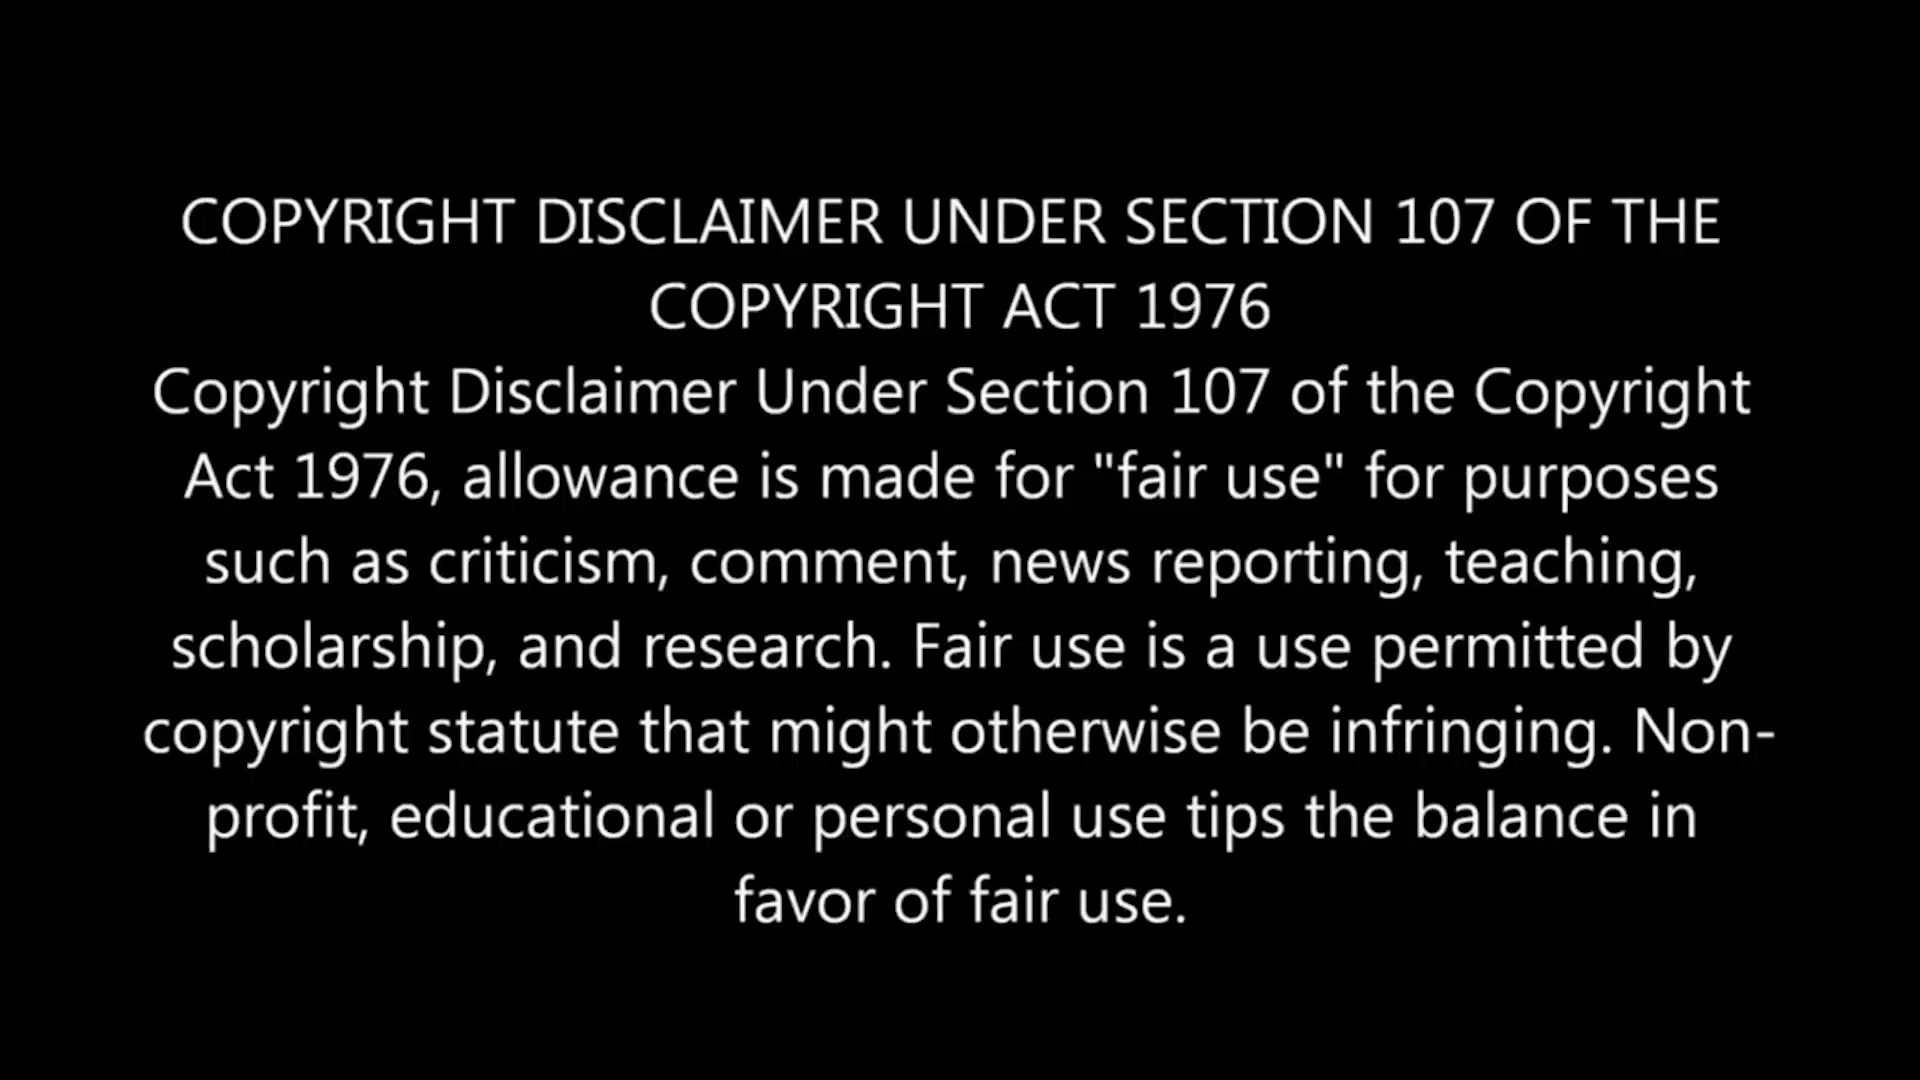 COPYRIGHT DISCLAIMER UNDER SECTION 107 OF THE
COPYRIGHT ACT 1976
Copyright Disclaimer Under Section 107 of the Copyright
Act 1976, allowance is made for "fair use" for purposes
such as criticism, comment, news reporting, teaching,
scholarship, and research. Fair use is a use permitted by
copyright statute that might otherwise be infringing. Non-
profit, educational or personal use tips the balance in
favor of fair use.